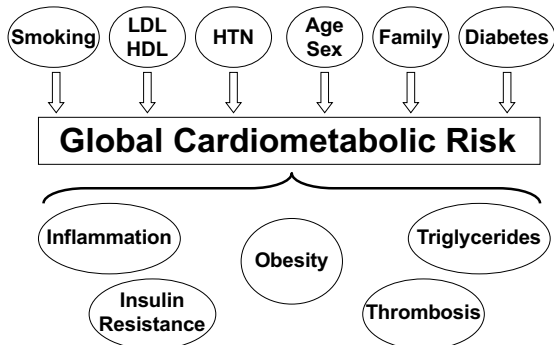 Smoking
LDL
HDL
HTN
Age
Sex
Family
Diabetes
Global Cardiometabolic Risk
Inflammation
Obesity
Triglycerides
Insulin
Resistance
Thrombosis